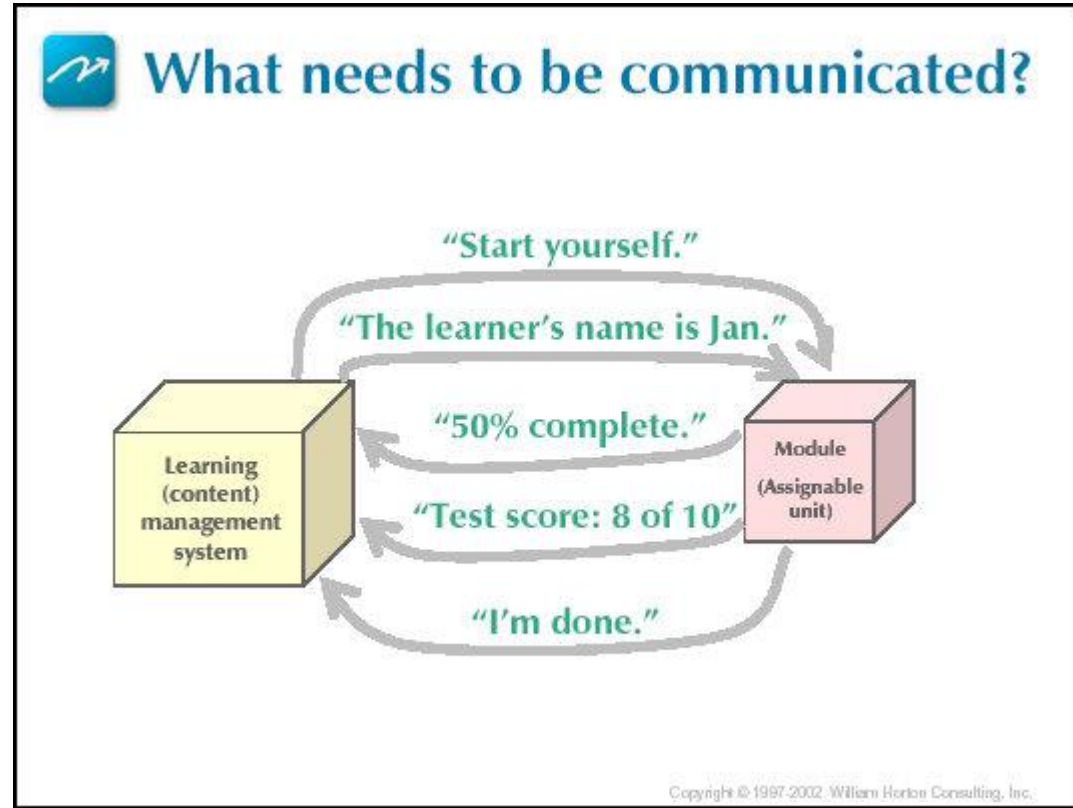 What needs to be communicated?
“Start yourself.”
“The learner’s name is Jan.”
“50% complete.”
“Test score: 8 of 10”
“I’m done.”
Learning
(content)
management
system
Module
(Assignable
unit)
Copyright © 1997-2002 William Horton Consulting, Inc.